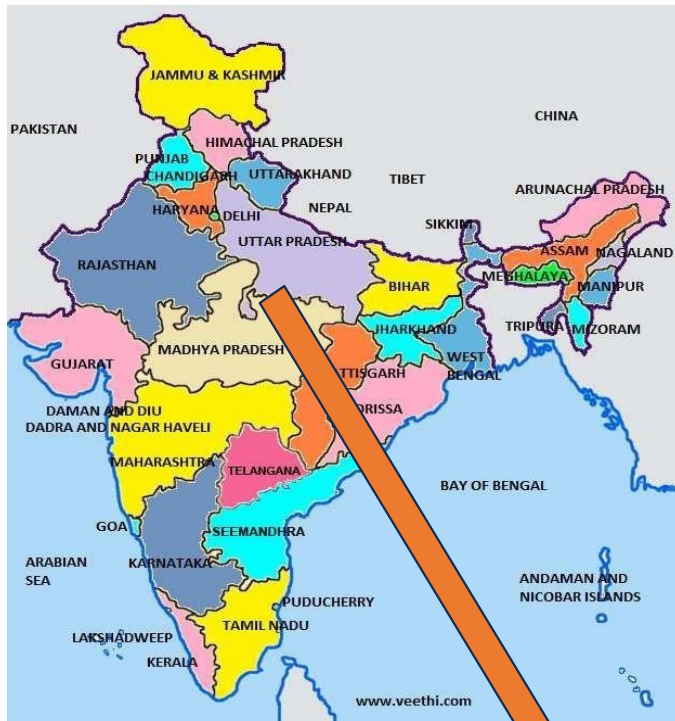 JAMMU & KASHMIR
PAKISTAN
CHINA
HIMACHAL PRADESH
PUNJAB
CHANDIGARH
UTTARAKHAND
TIBET
ARUNACHAL PRADESH
HARYANA
DELHI
NEPAL
SIKKIM
UTTAR PRADESH
ASSAM
NAGALAND
RAJASTHAN
BIHAR
MEGHALAYA
MANIPUR
JHARKHAND
TRIPURA
MIZORAM
GUJARAT
MADHYA PRADESH
WEST
BENGAL
TTISGARH
ORISSA
DAMAN AND DIU
DADRA AND NAGAR HAVELI
MAHARASHTRA
TELANGANA
BAY OF BENGAL
GOA
SEEMANDHRA
ARABIAN
SEA
KARNATAKA
ANDAMAN AND
NICOBAR ISLANDS
PUDUCHERRY
TAMIL NADU
LAKSHADWEEP
KERALA
www.veethi.com